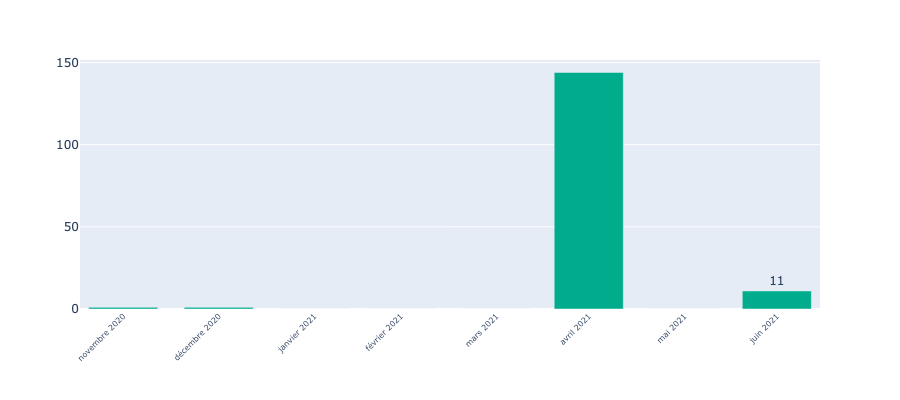 150
100
50
0
11
novembre 2020
décembre 2020
janvier 2021
février 2021
mars 2021
avril 2021
mai 2021
juin 2021